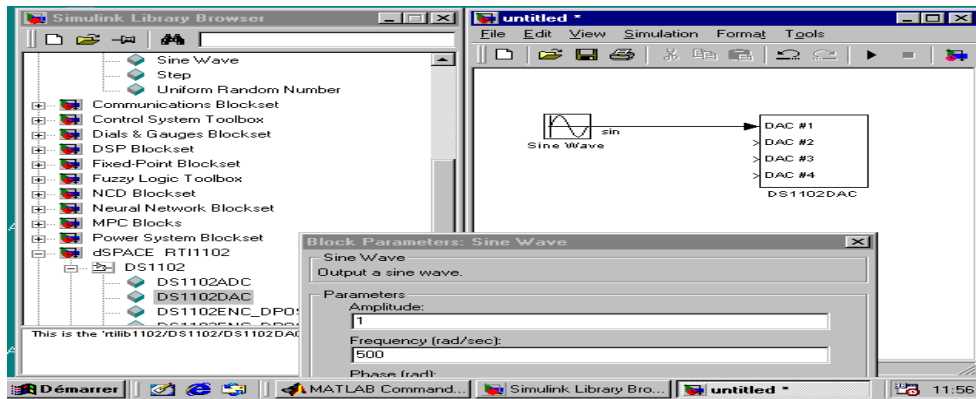 Simulink Library Browser
Sine Wave
Step
Uniform Random Number
Communications Blockset
Control System Toolbox
Dials & Gauges Blockset
DSP Blockset
Fixed-Point Blockset
Fuzzy Logic Toolbox
NCD Blockset
Neural Network Blockset
MPC Blocks
Power System Blockset
dSPACE RTI1102
DS1102
DS1102ADC
DS1102DAC
DS1102ENC_DPOS
This is the 'rtilib1102/DS1102/DS1102DAC
untitled *
File Edit View Simulation Format Tools
sin
Sine Wave
DAC #1
DAC #2
DAC #3
DAC #4
DS1102DAC
Block Parameters: Sine Wave
Sine Wave
Output a sine wave.
Parameters
Amplitude:
1
Frequency (rad/sec):
500
Phase (rad):
Démarrer MATLAB Command... Simulink Library Bro... untitled * 11:56